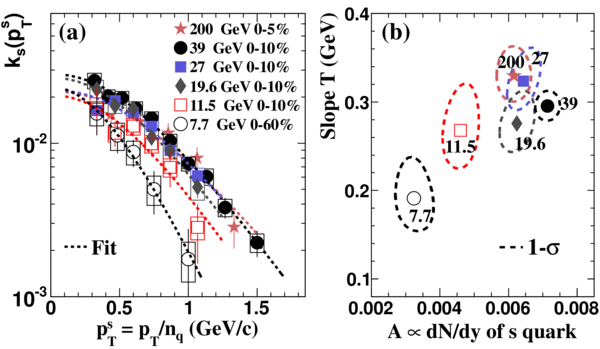 (a)
200 GeV 0-5%
39 GeV 0-10%
27 GeV 0-10%
19.6 GeV 0-10%
11.5 GeV 0-10%
7.7 GeV 0-60%
Fit
k_s(p_T^s)
10^-2
10^-3
0 0.5 1 1.5
p_T^s = p_T/n_q (GeV/c)
(b)
Slope T (GeV)
0.4
0.3
0.2
0.1
200
27
39
19.6
11.5
7.7
1-σ
0.002 0.004 0.006 0.008
A ∝ dN/dy of s quark